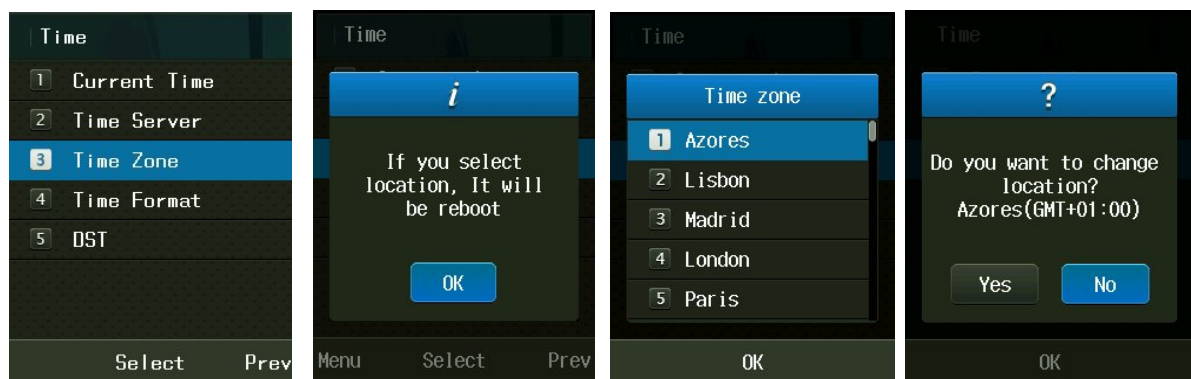 Time
1 Current Time
2 Time Server
3 Time Zone
4 Time Format
5 DST
Select Prev
Time
i
If you select
location, It will
be reboot
OK
Menu Select Prev
Time
Time zone
1 Azores
2 Lisbon
3 Madrid
4 London
5 Paris
OK
Time
?
Do you want to change
location?
Azores(GMT+01:00)
Yes No
OK